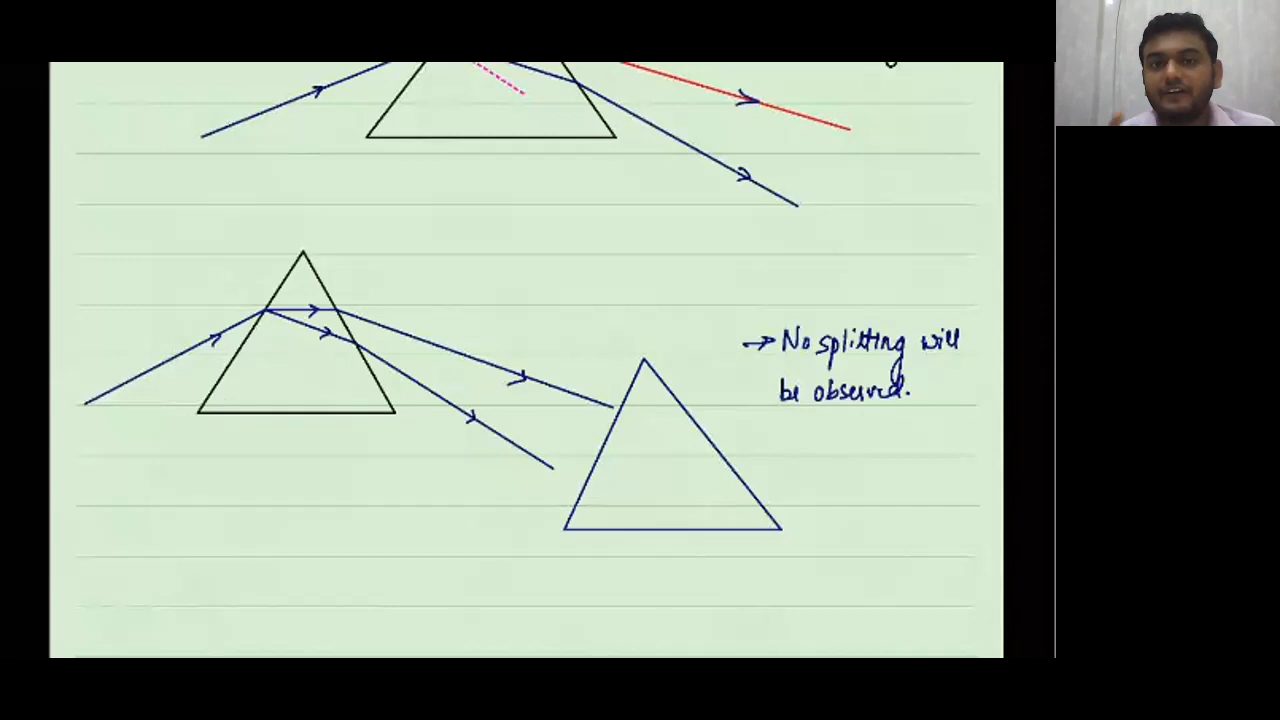 → No splitting will
be observed.